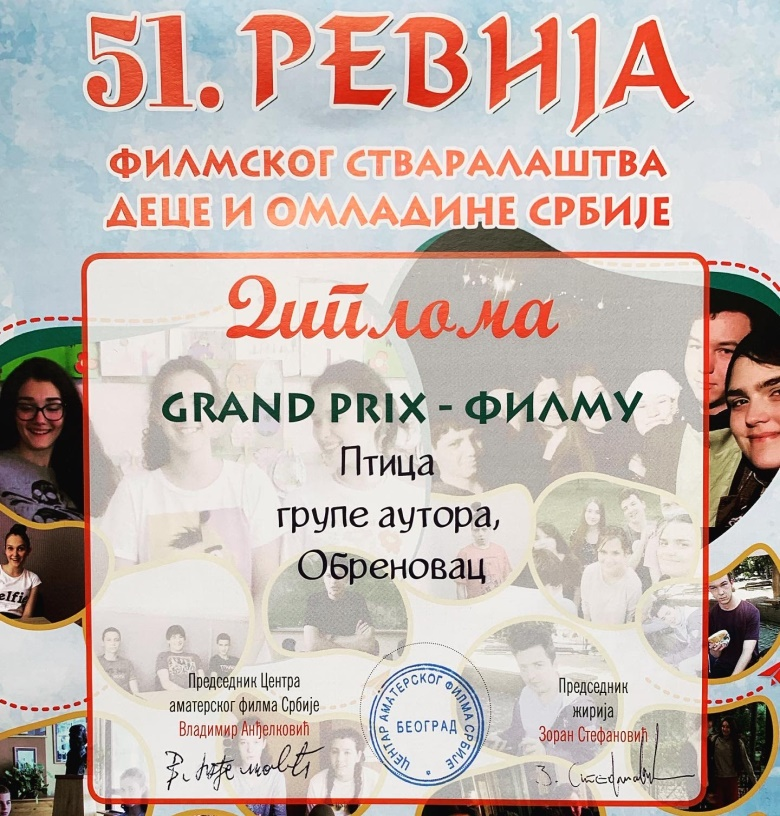 51. РЕВИЈА
ФИЛМСКОГ СТВАРАЛАШТВА
ДЕЦЕ И ОМЛАДИНЕ СРБИЈЕ
Диплома
GRAND PRIX - ФИЛМУ
Птица
групе аутора,
Обреновац
Председник Центра
аматерског филма Србије
Владимир Анђелковић
ЦЕНТАР АМАТЕРСКОГ ФИЛМА СРБИЈЕ
БЕОГРАД
Председник
жирија
Зоран Стефановић
З. Стефановић